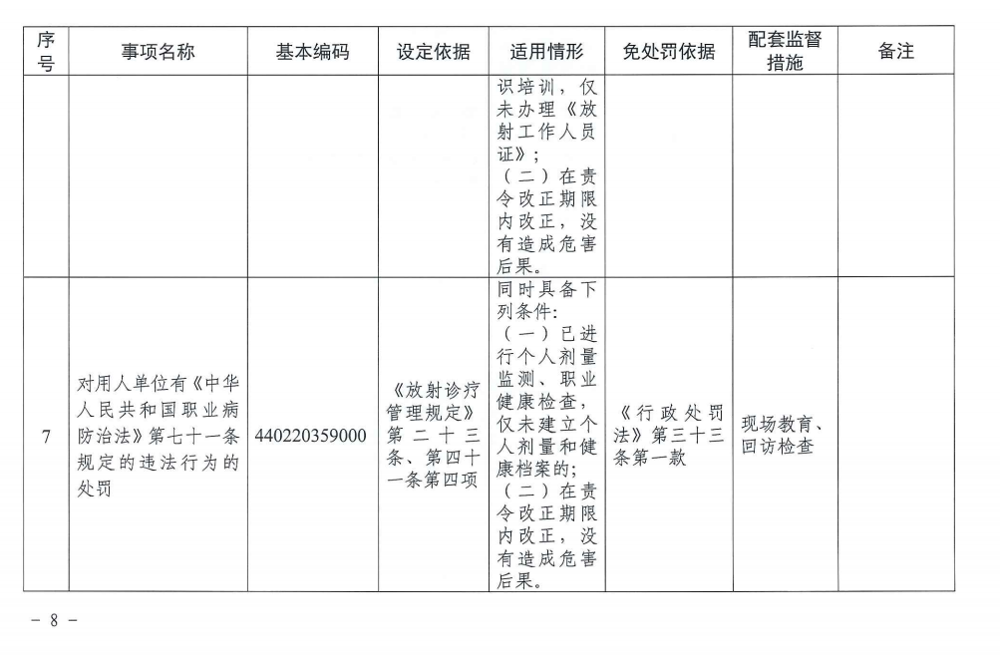 序号
事项名称
基本编码
设定依据
适用情形
免处罚依据
配套监督
措施
备注
识培训，仅
未办理《放
射工作人员
证》；
（二）在责
令改正期限
内改正，没
有造成危害
后果。
7
对用人单位有《中华
人民共和国职业病
防治法》第七十一条
规定的违法行为的
处罚
440220359000
《放射诊疗
管理规定》
第二十三
条、第四十
一条第四项
同时具备下
列条件：
（一）已进
行个人剂量
监测、职业
健康检查，
仅未建立个
人剂量和健
康档案的；
（二）在责
令改正期限
内改正，没
有造成危害
后果。
《行政处罚
法》第三十三
条第一款
现场教育、
回访检查
- 8 -